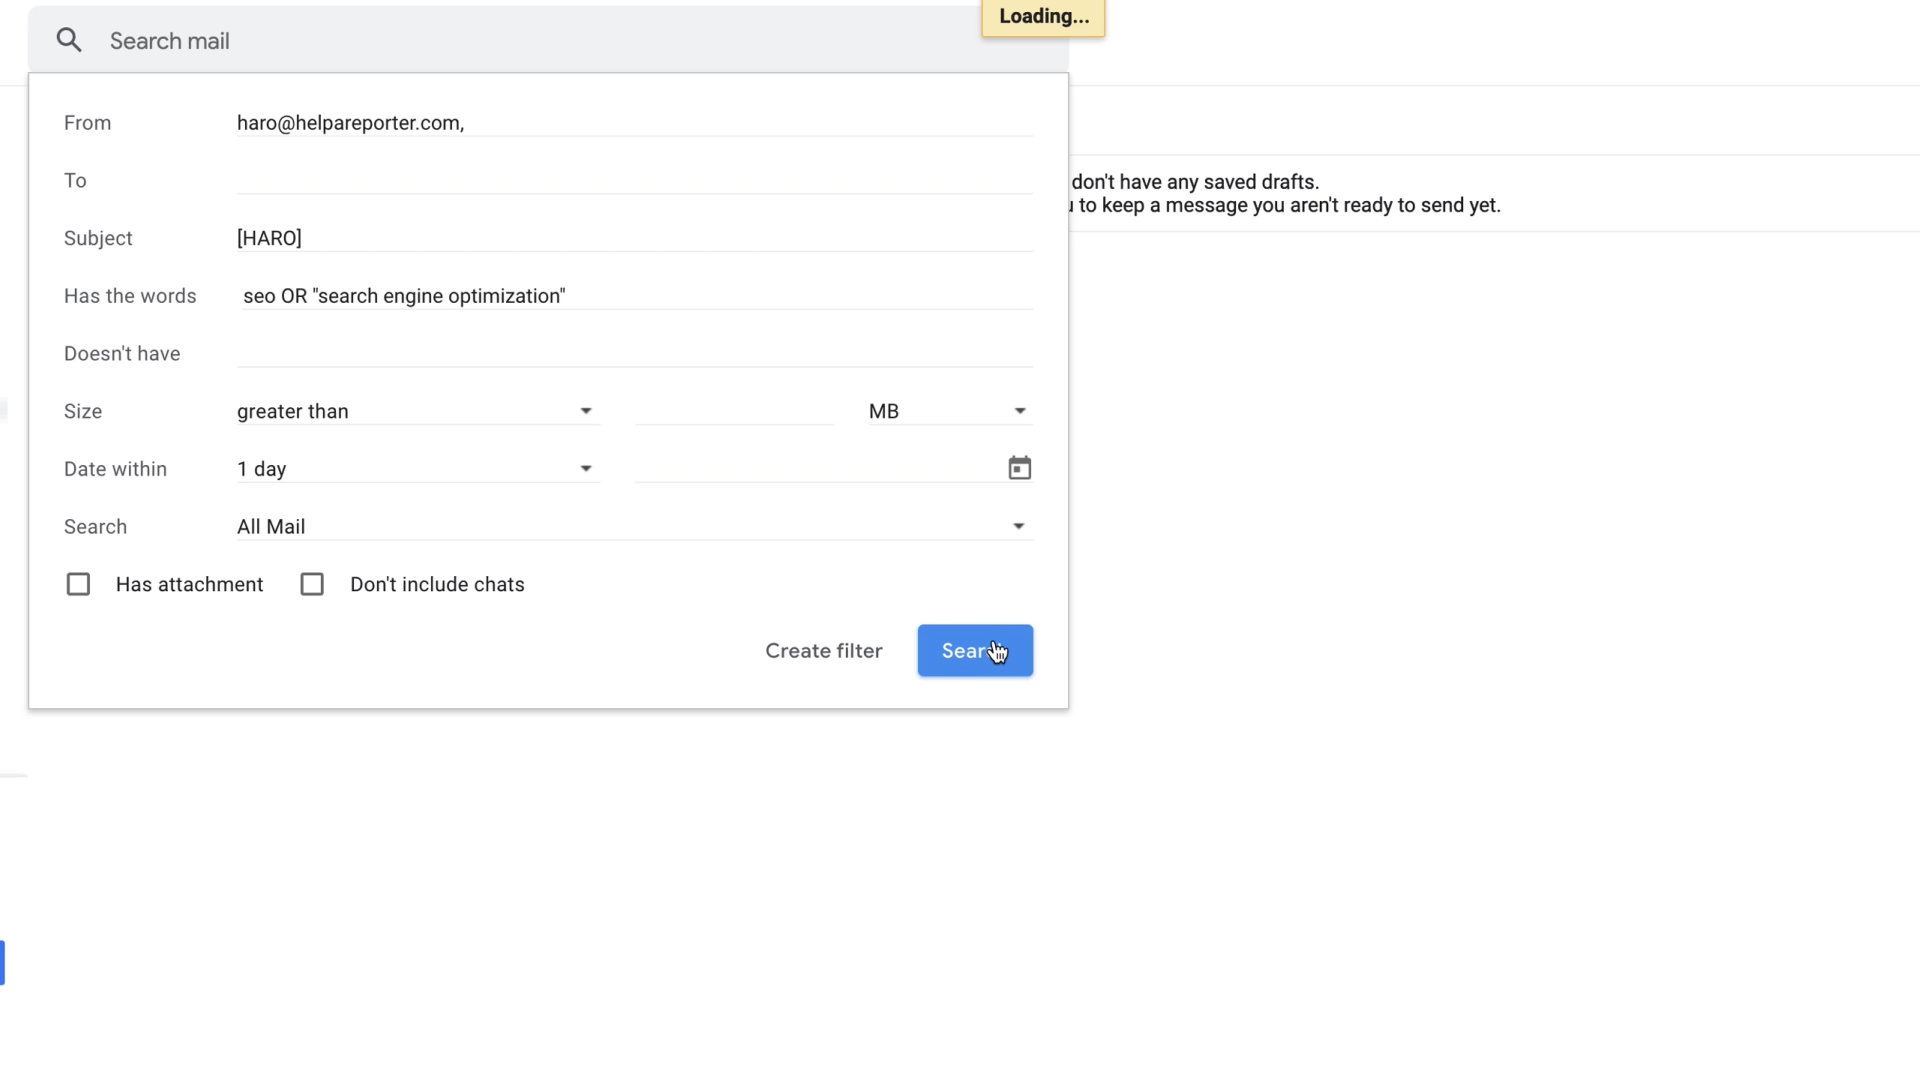 Loading...
Search mail
From haro@helpareporter.com,
To
don't have any saved drafts.
to keep a message you aren't ready to send yet.
Subject [HARO]
Has the words seo OR "search engine optimization"
Doesn't have
Size greater than MB
Date within 1 day
Search All Mail
Has attachment Don't include chats
Create filter